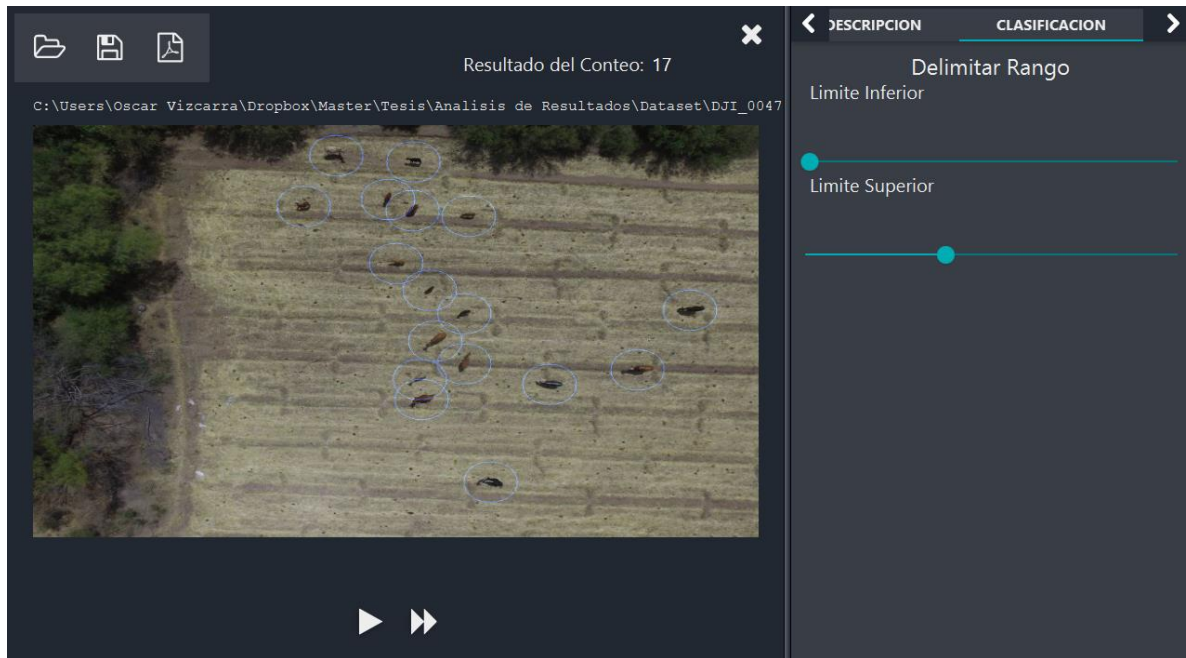 Resultado del Conteo: 17
C:\Users\Oscar Vizcarra\Dropbox\Master\Tesis\Analisis de Resultados\Dataset\DJI_0047
DESCRIPCION CLASIFICACION
Delimitar Rango
Limite Inferior
Limite Superior